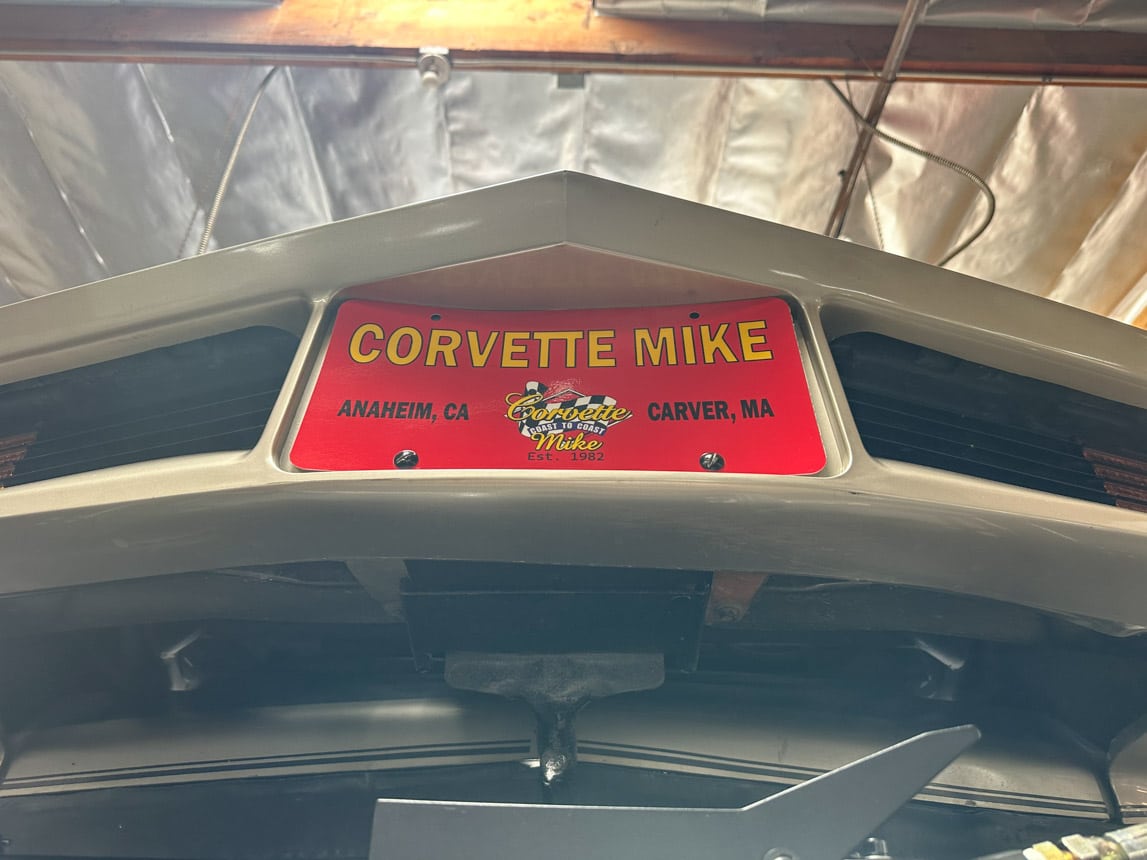 CORVETTE MIKE
ANAHEIM, CA
Corvette
COAST TO COAST
Mike
Est. 1982
CARVER, MA